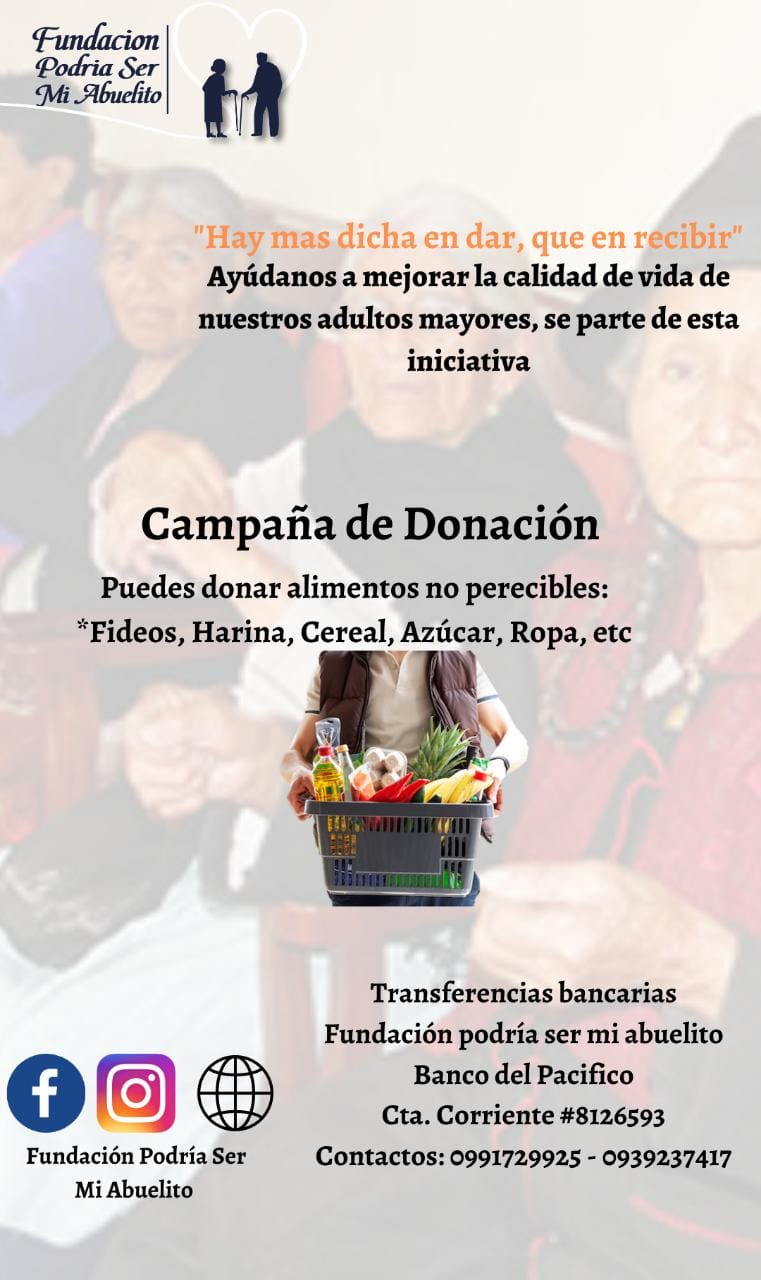 Fundacion
Podria Ser
Mi Abuelito
"Hay mas dicha en dar, que en recibir"
Ayúdanos a mejorar la calidad de vida de
nuestros adultos mayores, se parte de esta
iniciativa
Campaña de Donación
Puedes donar alimentos no perecibles:
*Fideos, Harina, Cereal, Azúcar, Ropa, etc
Transferencias bancarias
Fundación podría ser mi abuelito
Banco del Pacifico
Cta. Corriente #8126593
Contactos: 0991729925 - 0939237417
Fundación Podría Ser
Mi Abuelito